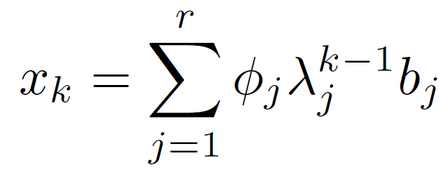 x_k = \sum_{j=1}^{r} \phi_j \lambda_j^{k-1} b_j